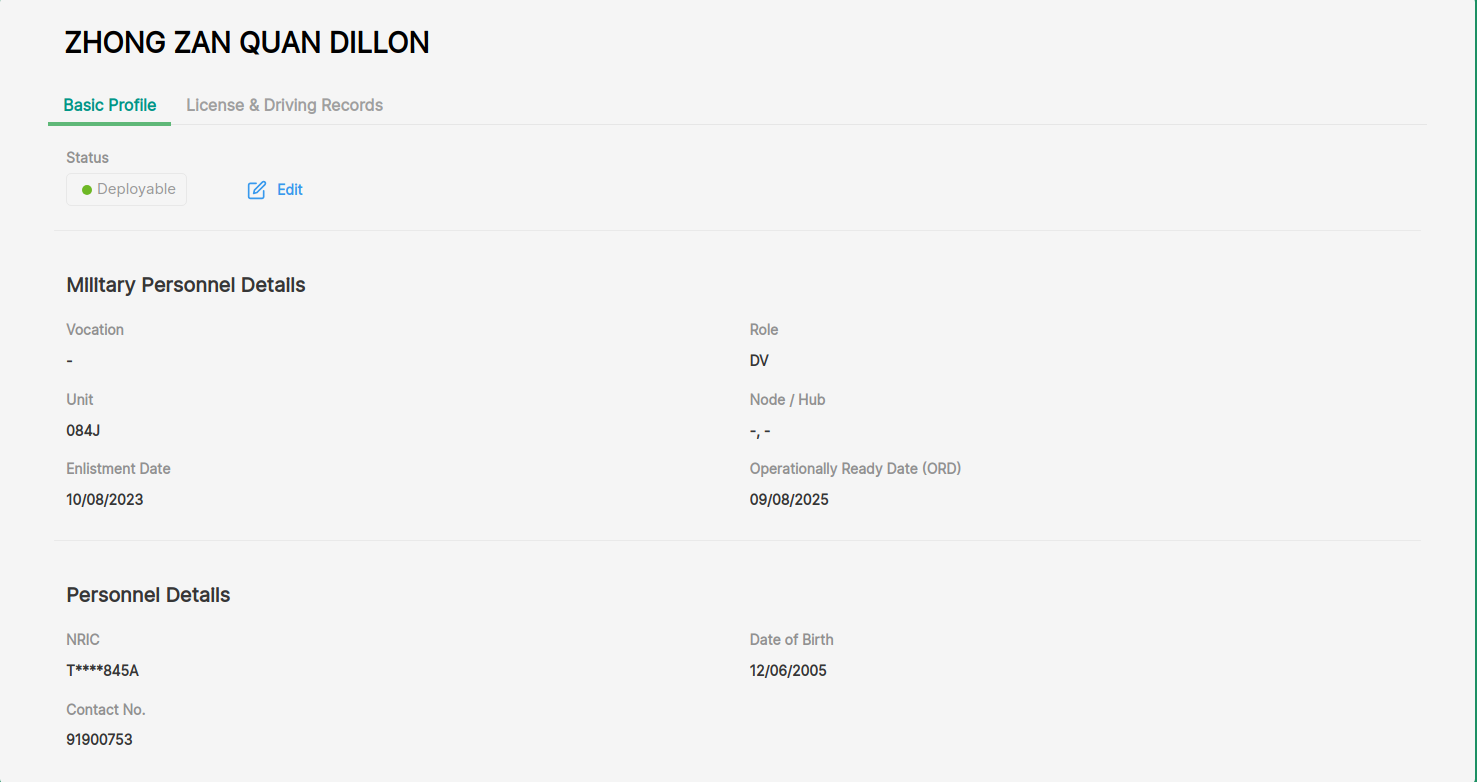 ZHONG ZAN QUAN DILLON
Basic Profile License & Driving Records
Status
Deployable Edit
Military Personnel Details
Vocation Role
- DV
Unit Node / Hub
084J -, -
Enlistment Date Operationally Ready Date (ORD)
10/08/2023 09/08/2025
Personnel Details
NRIC Date of Birth
T****845A 12/06/2005
Contact No.
91900753